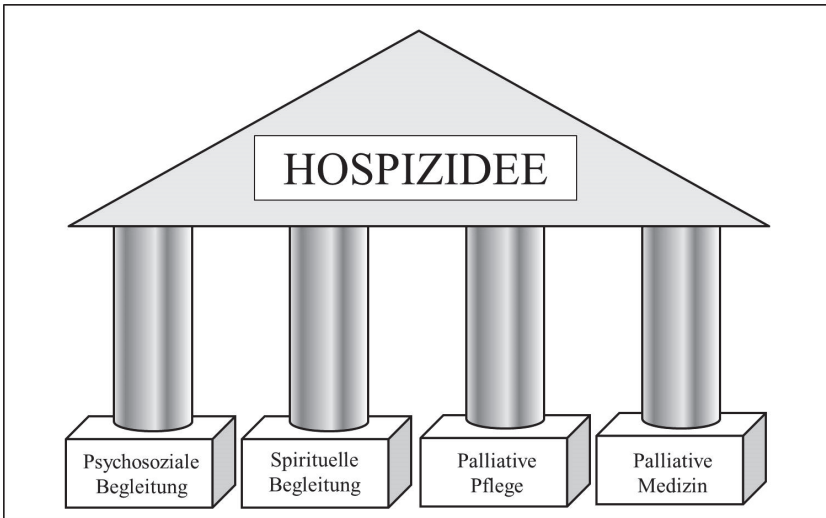 HOSPIZIDEE
Psychosoziale
Begleitung
Spirituelle
Begleitung
Palliative
Pflege
Palliative
Medizin